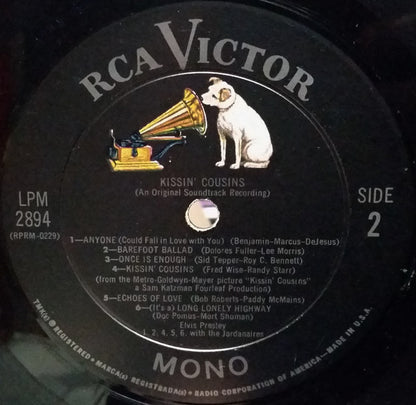 RCA VICTOR
KISSIN' COUSINS
(An Original Soundtrack Recording)
LPM
2894
(RPRM-0229)
SIDE
2
1—ANYONE (Could Fall in Love with You) (Benjamin-Marcus-DeJesus)
2—BAREFOOT BALLAD (Dolores Fuller-Lee Morris)
3—ONCE IS ENOUGH (Sid Tepper-Roy C. Bennett)
4—KISSIN' COUSINS (Fred Wise-Randy Starr)
(from the Metro-Goldwyn-Mayer picture "Kissin' Cousins"
a Sam Katzman Fourleaf Production)
5—ECHOES OF LOVE (Bob Roberts-Paddy McMains)
6—(It's a) LONG LONELY HIGHWAY
(Doc Pomus-Mort Shuman)
Elvis Presley
1, 2, 4, 5, 6, with the Jordanaires
MONO
TMK(s) ® REGISTERED • MARCA(s) REGISTRADA(s) • RADIO CORPORATION OF AMERICA—MADE IN U.S.A.